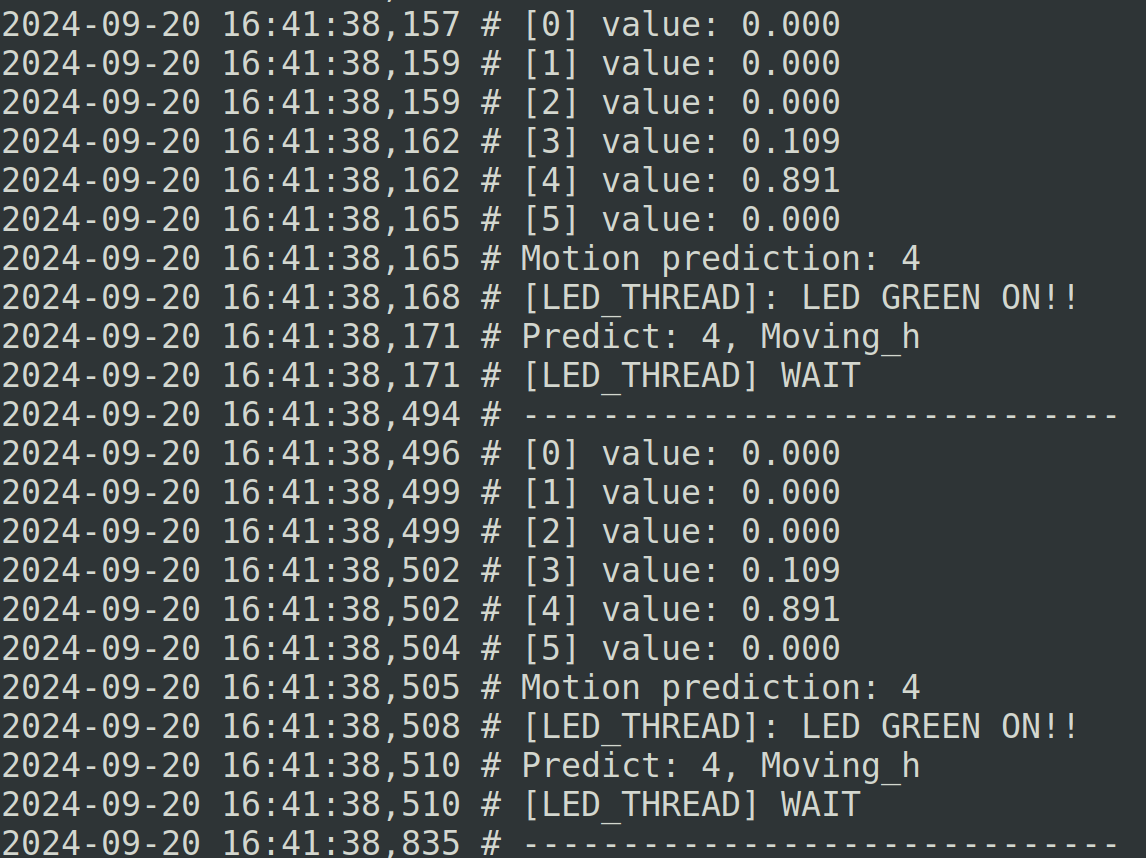 2024-09-20 16:41:38,157 # [0] value: 0.000
2024-09-20 16:41:38,159 # [1] value: 0.000
2024-09-20 16:41:38,159 # [2] value: 0.000
2024-09-20 16:41:38,162 # [3] value: 0.109
2024-09-20 16:41:38,162 # [4] value: 0.891
2024-09-20 16:41:38,165 # [5] value: 0.000
2024-09-20 16:41:38,165 # Motion prediction: 4
2024-09-20 16:41:38,168 # [LED_THREAD]: LED GREEN ON!!
2024-09-20 16:41:38,171 # Predict: 4, Moving_h
2024-09-20 16:41:38,171 # [LED_THREAD] WAIT
2024-09-20 16:41:38,494 # ------------------------------
2024-09-20 16:41:38,496 # [0] value: 0.000
2024-09-20 16:41:38,499 # [1] value: 0.000
2024-09-20 16:41:38,499 # [2] value: 0.000
2024-09-20 16:41:38,502 # [3] value: 0.109
2024-09-20 16:41:38,502 # [4] value: 0.891
2024-09-20 16:41:38,504 # [5] value: 0.000
2024-09-20 16:41:38,505 # Motion prediction: 4
2024-09-20 16:41:38,508 # [LED_THREAD]: LED GREEN ON!!
2024-09-20 16:41:38,510 # Predict: 4, Moving_h
2024-09-20 16:41:38,510 # [LED_THREAD] WAIT
2024-09-20 16:41:38,835 # ------------------------------